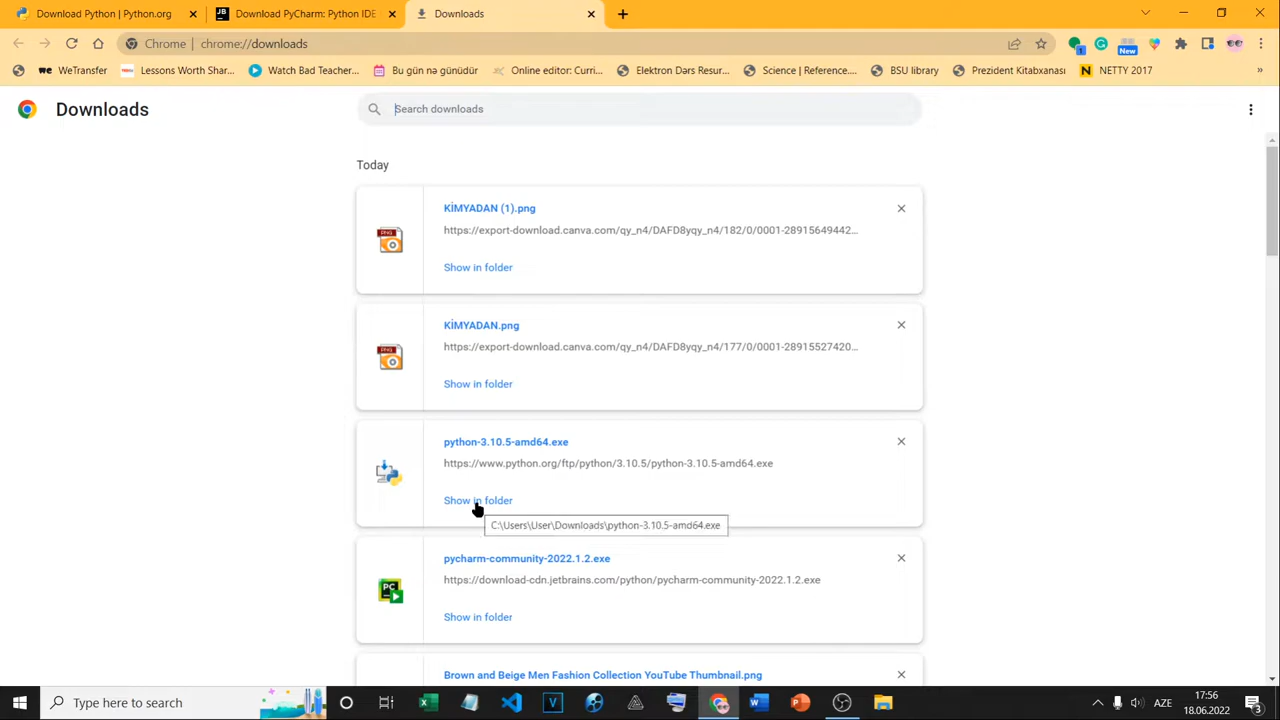 Download Python | Python.org
Download PyCharm: Python IDE
Downloads
Chrome | chrome://downloads
1
New
WeTransfer
Lessons Worth Shar...
Watch Bad Teacher...
Bu gün nə günüdür
Online editor: Curri...
Elektron Dərs Resur...
Science | Reference....
BSU library
Prezident Kitabxanası
NETTY 2017
»
Downloads
Search downloads
Today
KİMYADAN (1).png
https://export-download.canva.com/qy_n4/DAFD8yqy_n4/182/0/0001-28915649442...
Show in folder
KİMYADAN.png
https://export-download.canva.com/qy_n4/DAFD8yqy_n4/177/0/0001-28915527420...
Show in folder
python-3.10.5-amd64.exe
https://www.python.org/ftp/python/3.10.5/python-3.10.5-amd64.exe
Show in folder
C:\Users\User\Downloads\python-3.10.5-amd64.exe
pycharm-community-2022.1.2.exe
https://download-cdn.jetbrains.com/python/pycharm-community-2022.1.2.exe
Show in folder
Brown and Beige Men Fashion Collection YouTube Thumbnail.png
Type here to search
AZE
17:56
18.06.2022
3